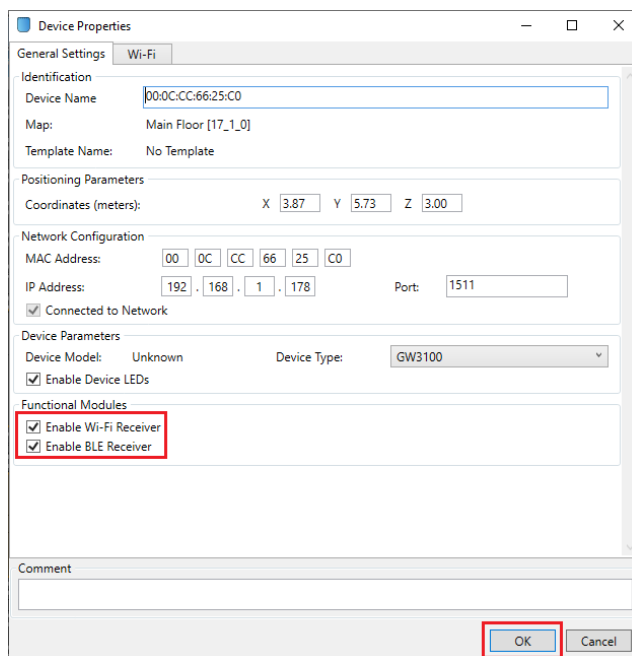 Device Properties
General Settings Wi-Fi
Identification
Device Name 00:0C:CC:66:25:C0
Map: Main Floor [17_1_0]
Template Name: No Template
Positioning Parameters
Coordinates (meters): X 3.87 Y 5.73 Z 3.00
Network Configuration
MAC Address: 00 0C CC 66 25 C0
IP Address: 192 . 168 . 1 . 178 Port: 1511
Connected to Network
Device Parameters
Device Model: Unknown Device Type: GW3100
Enable Device LEDs
Functional Modules
Enable Wi-Fi Receiver
Enable BLE Receiver
Comment
OK Cancel